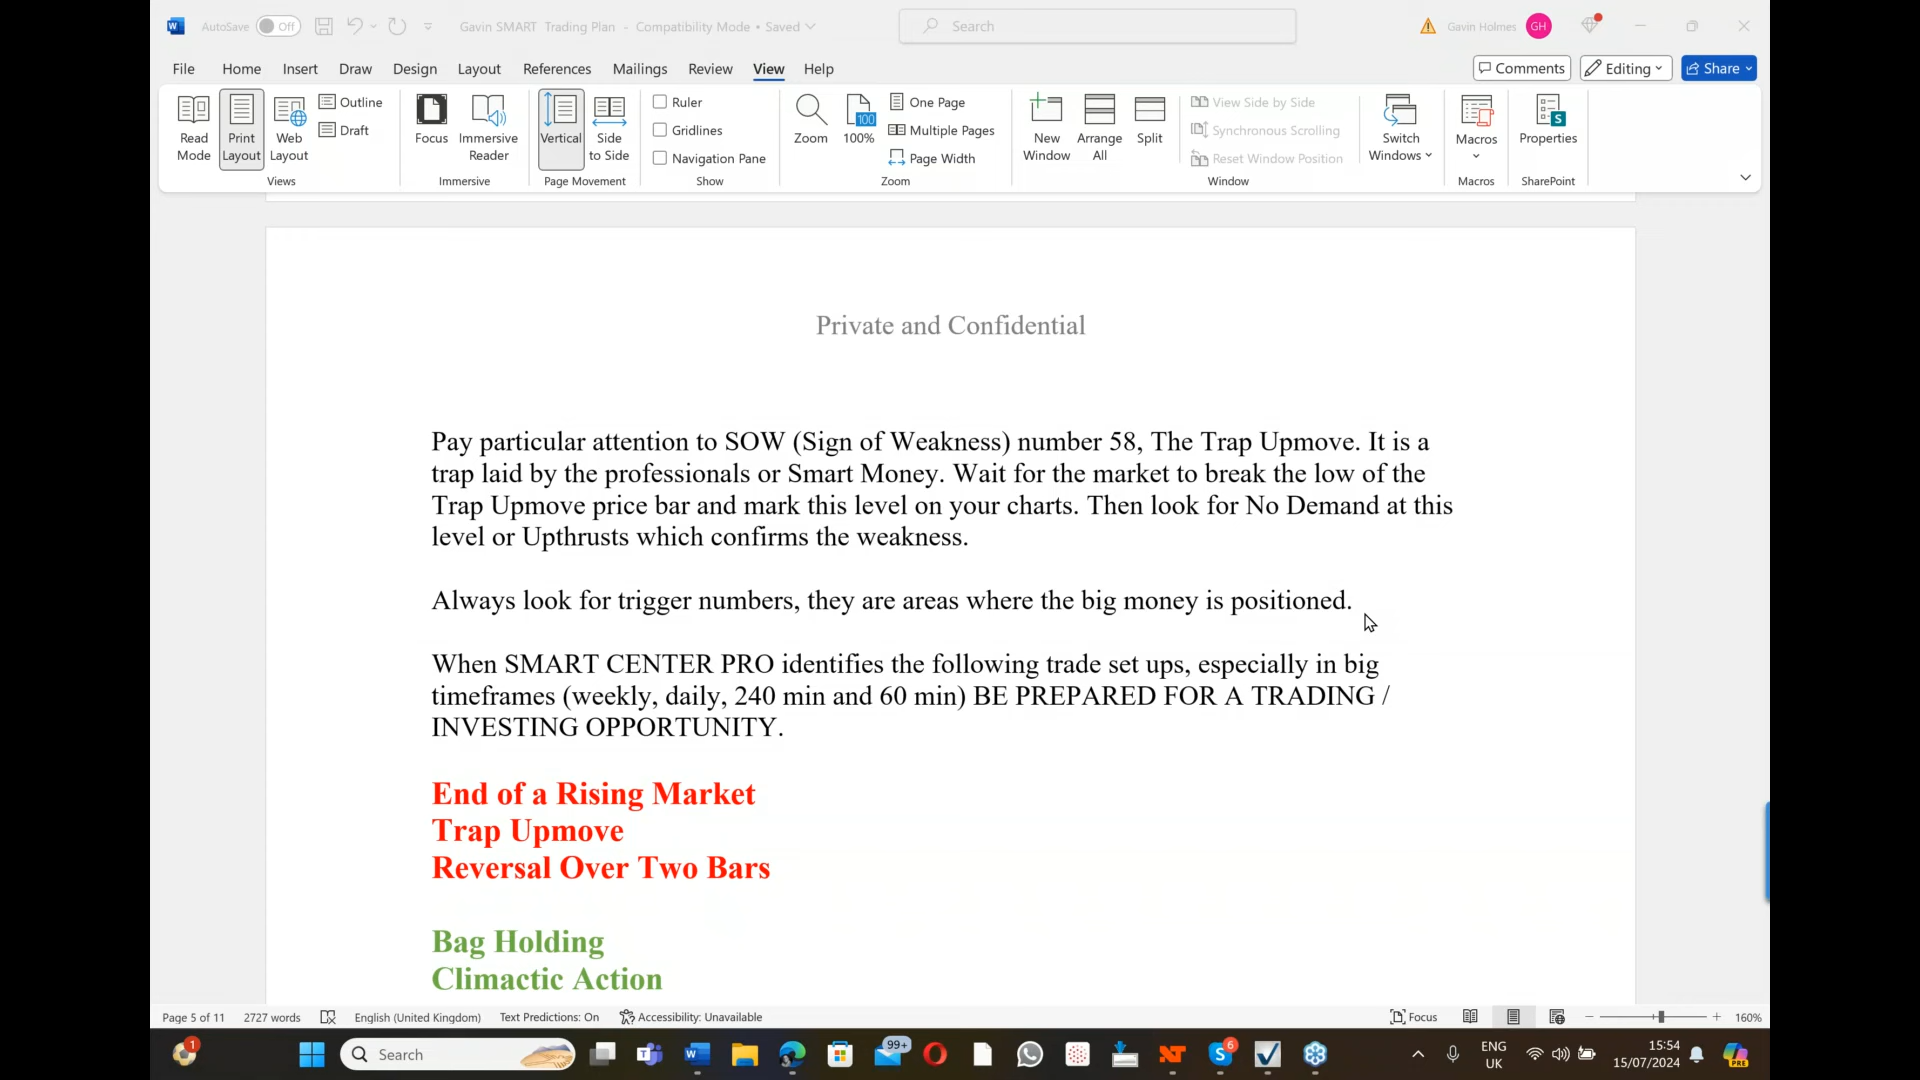 AutoSave Off Gavin SMART Trading Plan - Compatibility Mode • Saved Search Gavin Holmes GH
File Home Insert Draw Design Layout References Mailings Review View Help Comments Editing Share
Read Mode
Print Layout
Web Layout
Outline
Draft
Views
Focus
Immersive Reader
Immersive
Vertical
Side to Side
Page Movement
Ruler
Gridlines
Navigation Pane
Show
Zoom
100
100%
One Page
Multiple Pages
Page Width
Zoom
New Window
Arrange All
Split
View Side by Side
Synchronous Scrolling
Reset Window Position
Switch Windows
Window
Macros
Macros
Properties
SharePoint
Private and Confidential
Pay particular attention to SOW (Sign of Weakness) number 58, The Trap Upmove. It is a
trap laid by the professionals or Smart Money. Wait for the market to break the low of the
Trap Upmove price bar and mark this level on your charts. Then look for No Demand at this
level or Upthrusts which confirms the weakness.
Always look for trigger numbers, they are areas where the big money is positioned.
When SMART CENTER PRO identifies the following trade set ups, especially in big
timeframes (weekly, daily, 240 min and 60 min) BE PREPARED FOR A TRADING /
INVESTING OPPORTUNITY.
End of a Rising Market
Trap Upmove
Reversal Over Two Bars
Bag Holding
Climactic Action
Page 5 of 11 2727 words English (United Kingdom) Text Predictions: On Accessibility: Unavailable Focus 160%
1 Search 99+ 6 ENG UK 15:54 15/07/2024 PRE